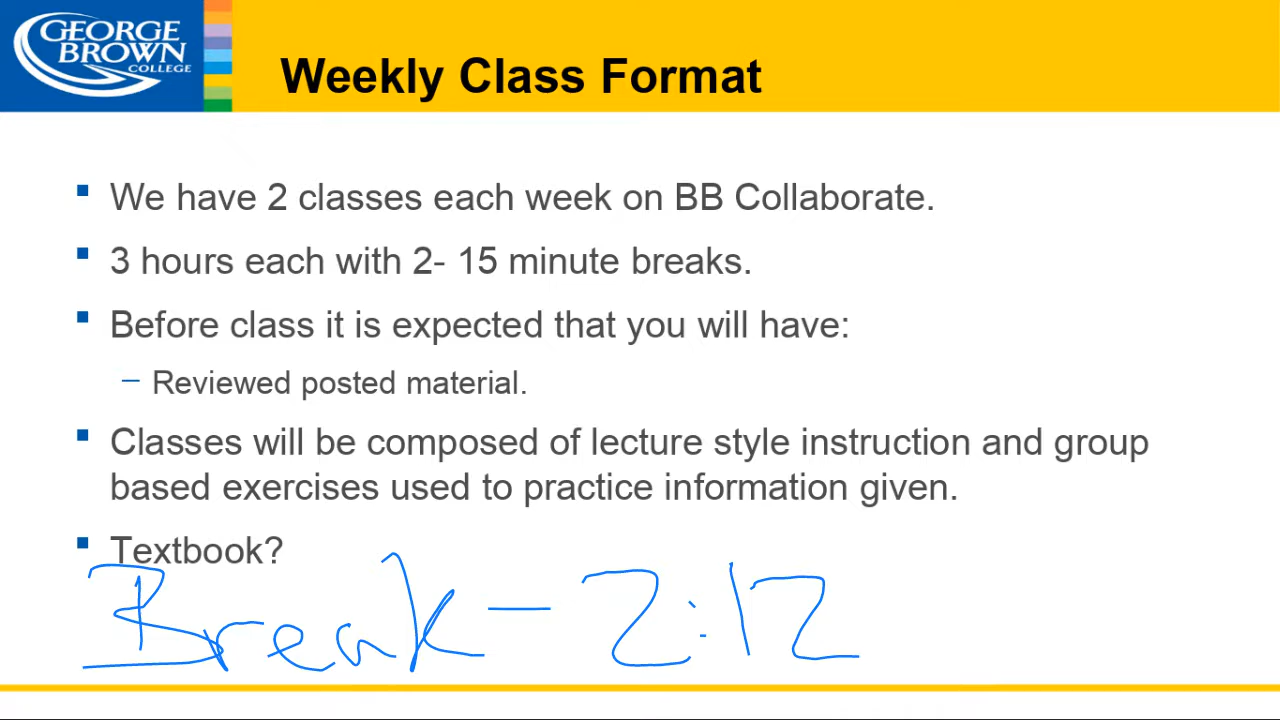 GEORGE
BROWN
COLLEGE
Weekly Class Format
We have 2 classes each week on BB Collaborate.
3 hours each with 2- 15 minute breaks.
Before class it is expected that you will have:
– Reviewed posted material.
Classes will be composed of lecture style instruction and group
based exercises used to practice information given.
Textbook?
Break – 2:12